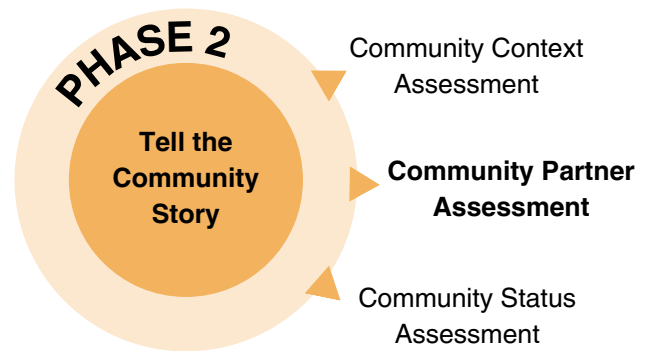 PHASE 2
Tell the
Community
Story
Community Context
Assessment
Community Partner
Assessment
Community Status
Assessment